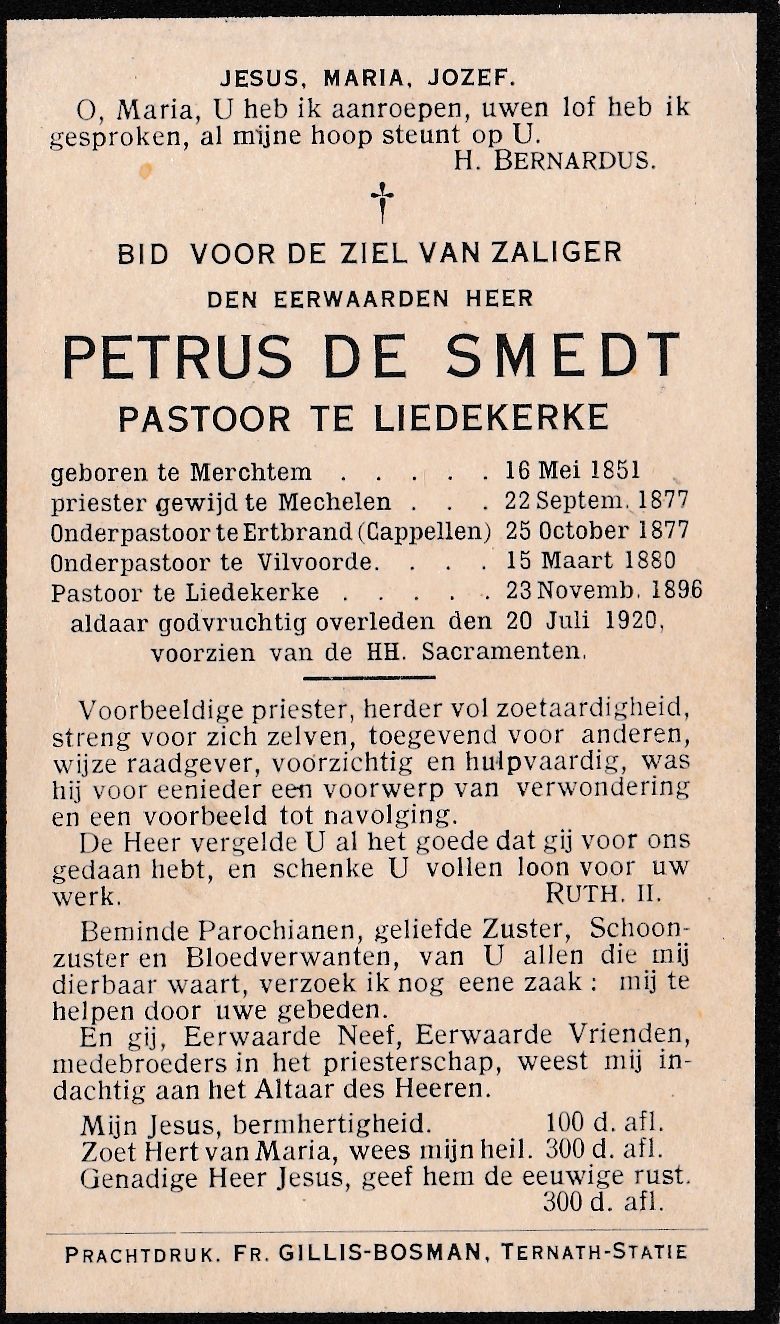 JESUS, MARIA, JOZEF.
O, Maria, U heb ik aanroepen, uwen lof heb ik
gesproken, al mijne hoop steunt op U.
H. BERNARDUS.
†
BID VOOR DE ZIEL VAN ZALIGER
DEN EERWAARDEN HEER
PETRUS DE SMEDT
PASTOOR TE LIEDEKERKE
geboren te Merchtem . . . . . 16 Mei 1851
priester gewijd te Mechelen . . . 22 Septem. 1877
Onderpastoor te Ertbrand (Cappellen) 25 October 1877
Onderpastoor te Vilvoorde. . . . 15 Maart 1880
Pastoor te Liedekerke . . . . . 23 Novemb. 1896
aldaar godvruchtig overleden den 20 Juli 1920,
voorzien van de HH. Sacramenten.
Voorbeeldige priester, herder vol zoetaardigheid,
streng voor zich zelven, toegevend voor anderen,
wijze raadgever, voorzichtig en hulpvaardig, was
hij voor eenieder een voorwerp van verwondering
en een voorbeeld tot navolging.
De Heer vergelde U al het goede dat gij voor ons
gedaan hebt, en schenke U vollen loon voor uw
werk. RUTH. II.
Beminde Parochianen, geliefde Zuster, Schoon-
zuster en Bloedverwanten, van U allen die mij
dierbaar waart, verzoek ik nog eene zaak : mij te
helpen door uwe gebeden.
En gij, Eerwaarde Neef, Eerwaarde Vrienden,
medebroeders in het priesterschap, weest mij in-
dachtig aan het Altaar des Heeren.
Mijn Jesus, bermhertigheid. 100 d. afl.
Zoet Hert van Maria, wees mijn heil. 300 d. afl.
Genadige Heer Jesus, geef hem de eeuwige rust.
300 d. afl.
PRACHTDRUK. FR. GILLIS-BOSMAN, TERNATH-STATIE